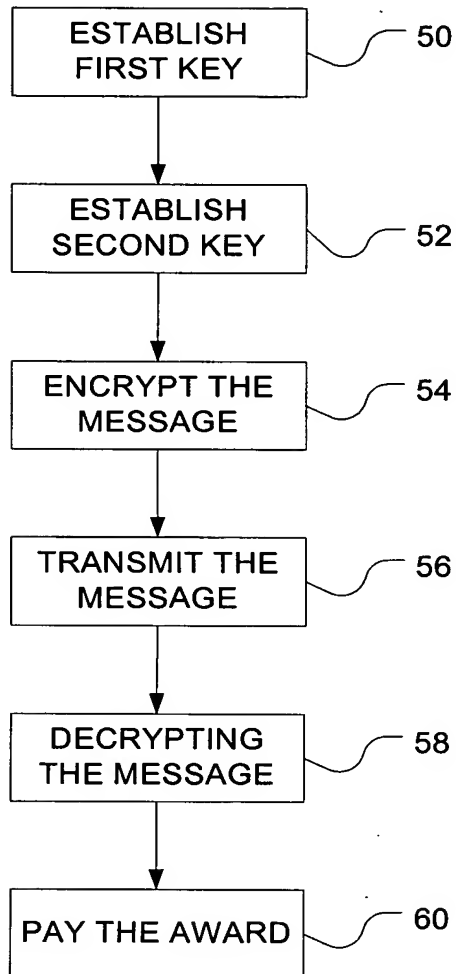 ESTABLISH
FIRST KEY
50
ESTABLISH
SECOND KEY
52
ENCRYPT THE
MESSAGE
54
TRANSMIT THE
MESSAGE
56
DECRYPTING
THE MESSAGE
58
PAY THE AWARD
60